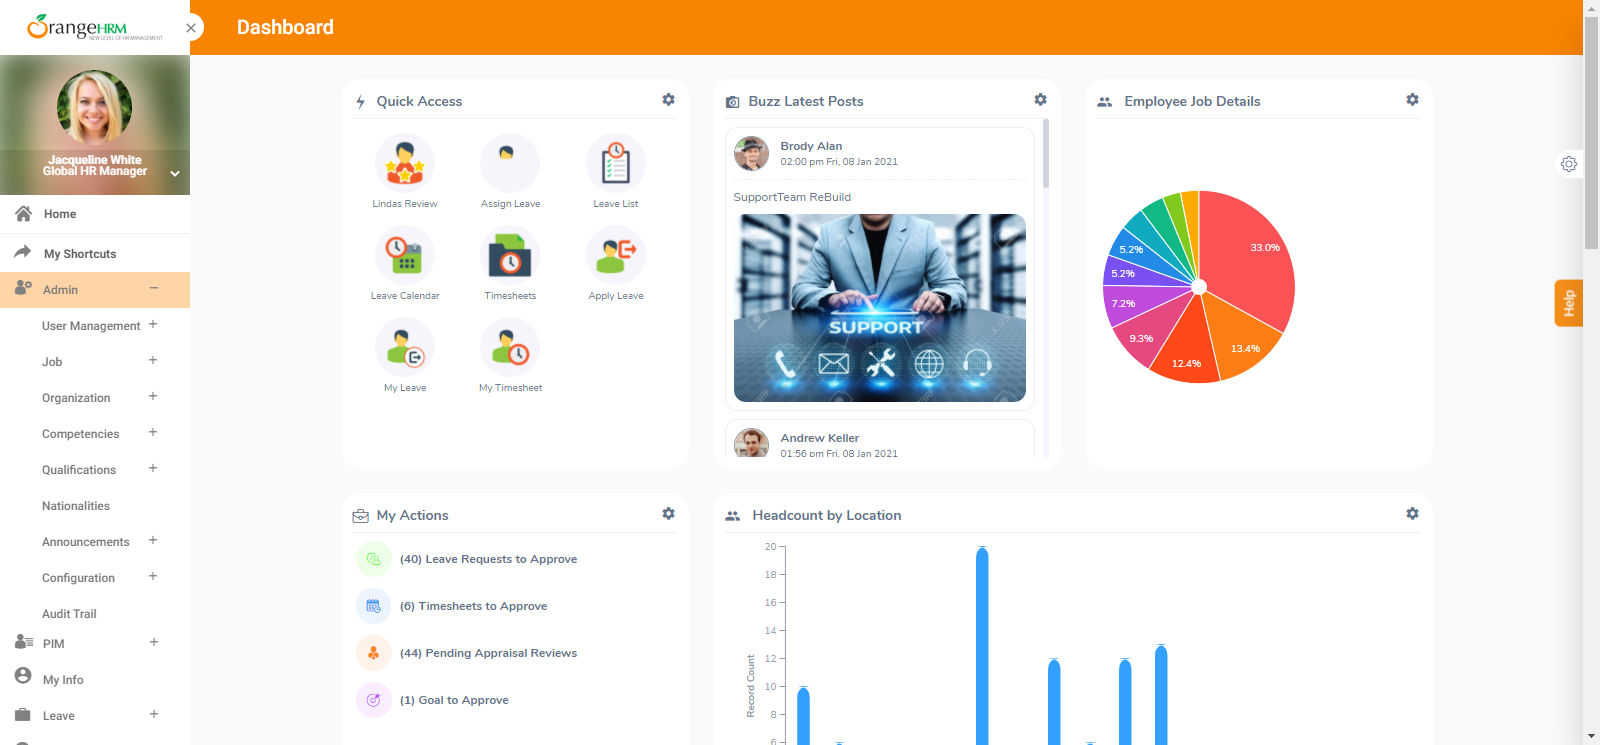 OrangeHRM
NEW LEVEL OF HR MANAGEMENT
Dashboard
Jacqueline White
Global HR Manager
Home
My Shortcuts
Admin
User Management
Job
Organization
Competencies
Qualifications
Nationalities
Announcements
Configuration
Audit Trail
PIM
My Info
Leave
Quick Access
Lindas Review
Assign Leave
Leave List
Leave Calendar
Timesheets
Apply Leave
My Leave
My Timesheet
Buzz Latest Posts
Brody Alan
02:00 pm Fri, 08 Jan 2021
SupportTeam ReBuild
SUPPORT
Andrew Keller
01:56 pm Fri, 08 Jan 2021
Employee Job Details
33.0%
13.4%
12.4%
9.3%
7.2%
5.2%
5.2%
Help
My Actions
(40) Leave Requests to Approve
(6) Timesheets to Approve
(44) Pending Appraisal Reviews
(1) Goal to Approve
Headcount by Location
Record Count
20
18
16
14
12
10
8
6